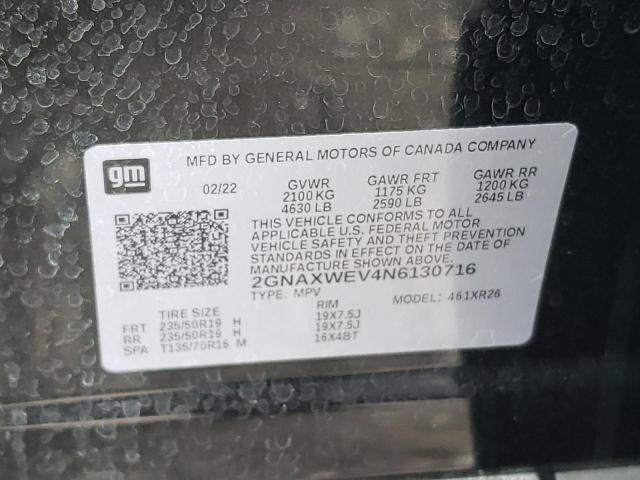 gm
MFD BY GENERAL MOTORS OF CANADA COMPANY
02/22 GVWR GAWR FRT GAWR RR
2100 KG 1175 KG 1200 KG
4630 LB 2590 LB 2645 LB
THIS VEHICLE CONFORMS TO ALL
APPLICABLE U.S. FEDERAL MOTOR
VEHICLE SAFETY AND THEFT
PREVENTION STANDARDS IN
EFFECT ON THE DATE OF
MANUFACTURE SHOWN ABOVE.
2GNAXWEV4N6130716
TYPE: MPV MODEL: 461XR26
TIRE SIZE RIM
FRT 235/50R19 H 19X7.5J
RR 235/50R19 H 19X7.5J
SPA T135/70R16 M 16X4BT